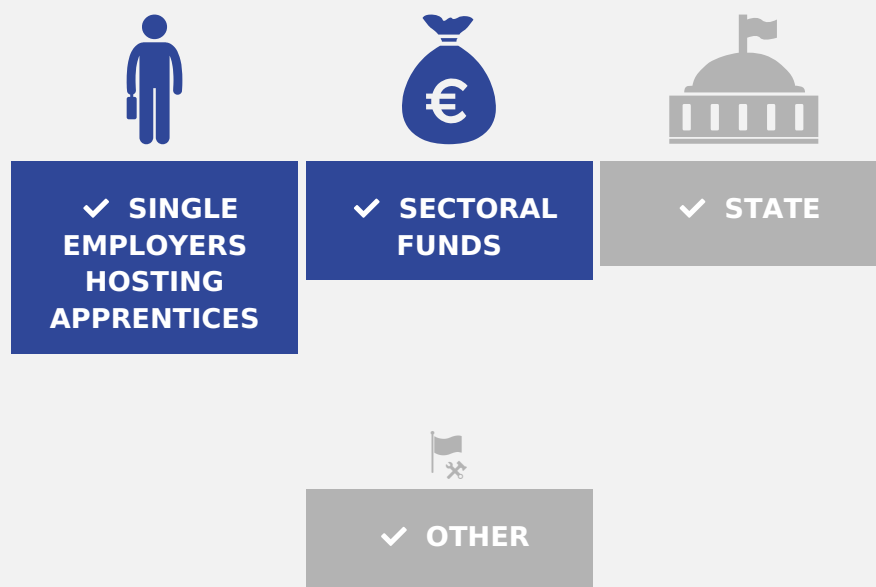 SINGLE
EMPLOYERS
HOSTING
APPRENTICES
SECTORAL
FUNDS
STATE
OTHER